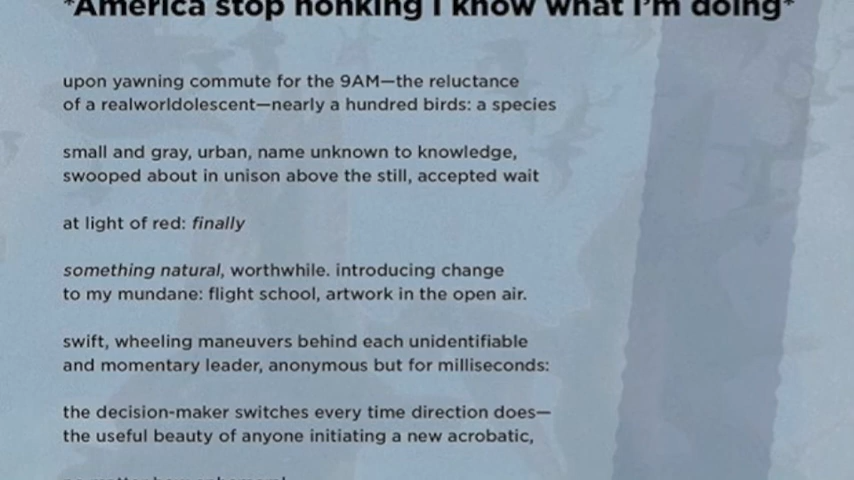 *America stop honking I know what I'm doing*
upon yawning commute for the 9AM—the reluctance
of a realworldolescent—nearly a hundred birds: a species
small and gray, urban, name unknown to knowledge,
swooped about in unison above the still, accepted wait
at light of red: finally
something natural, worthwhile. introducing change
to my mundane: flight school, artwork in the open air.
swift, wheeling maneuvers behind each unidentifiable
and momentary leader, anonymous but for milliseconds:
the decision-maker switches every time direction does—
the useful beauty of anyone initiating a new acrobatic,